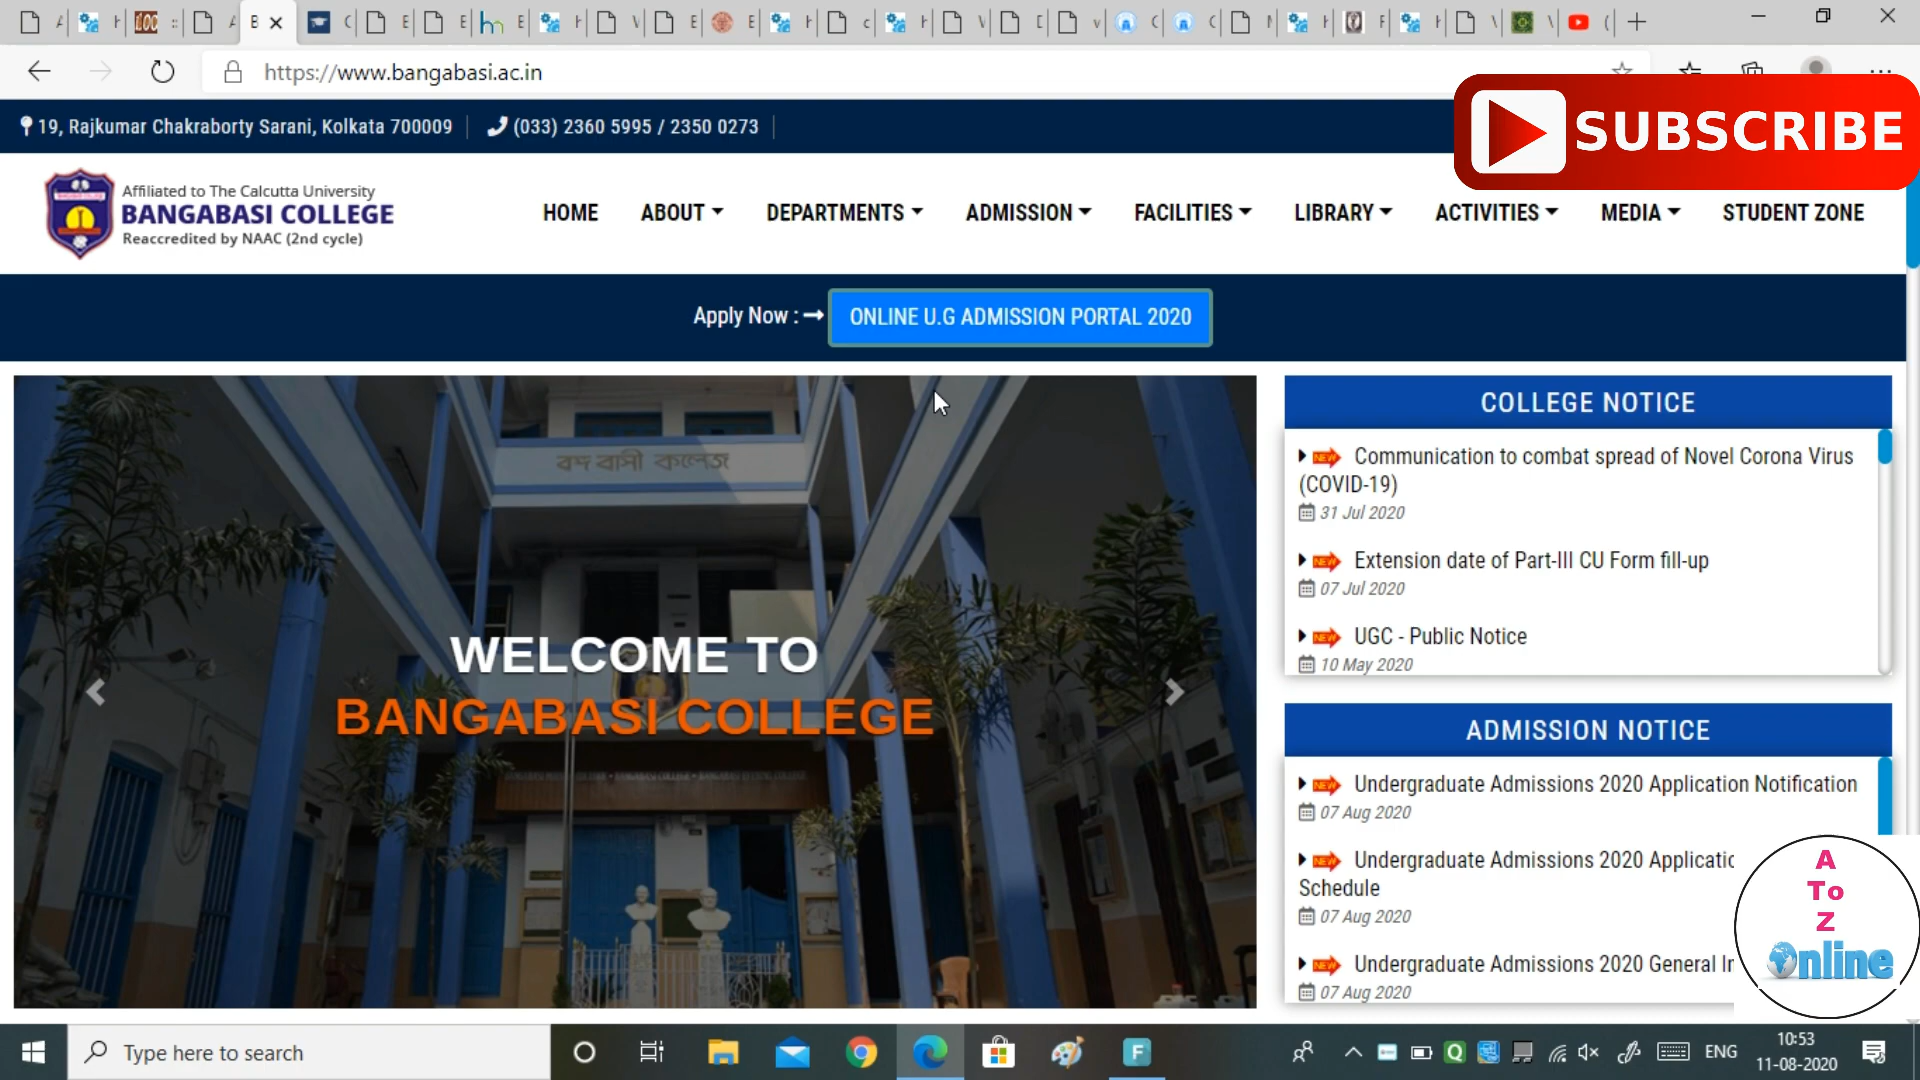 https://www.bangabasi.ac.in
SUBSCRIBE
19, Rajkumar Chakraborty Sarani, Kolkata 700009
(033) 2360 5995 / 2350 0273
Affiliated to The Calcutta University
BANGABASI COLLEGE
Reaccredited by NAAC (2nd cycle)
HOME ABOUT DEPARTMENTS ADMISSION FACILITIES LIBRARY ACTIVITIES MEDIA STUDENT ZONE
Apply Now : ONLINE U.G ADMISSION PORTAL 2020
বঙ্গবাসী কলেজ
WELCOME TO
BANGABASI COLLEGE
COLLEGE NOTICE
NEW Communication to combat spread of Novel Corona Virus
(COVID-19)
31 Jul 2020
NEW Extension date of Part-III CU Form fill-up
07 Jul 2020
NEW UGC - Public Notice
10 May 2020
ADMISSION NOTICE
NEW Undergraduate Admissions 2020 Application Notification
07 Aug 2020
NEW Undergraduate Admissions 2020
Schedule
07 Aug 2020
NEW Undergraduate Admissions 2020 General
07 Aug 2020
A
To
Z
Online
Type here to search
ENG
10:53
11-08-2020